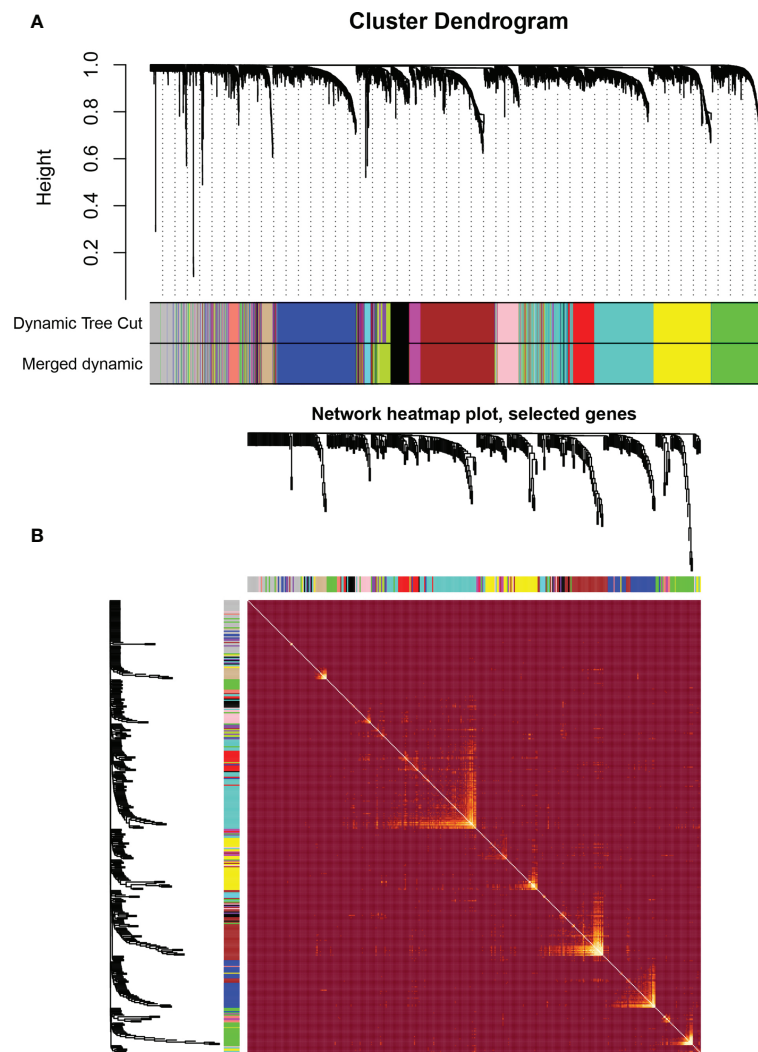 A
Cluster Dendrogram
Height
1.0
0.8
0.6
0.4
0.2
Dynamic Tree Cut
Merged dynamic
Network heatmap plot, selected genes
B